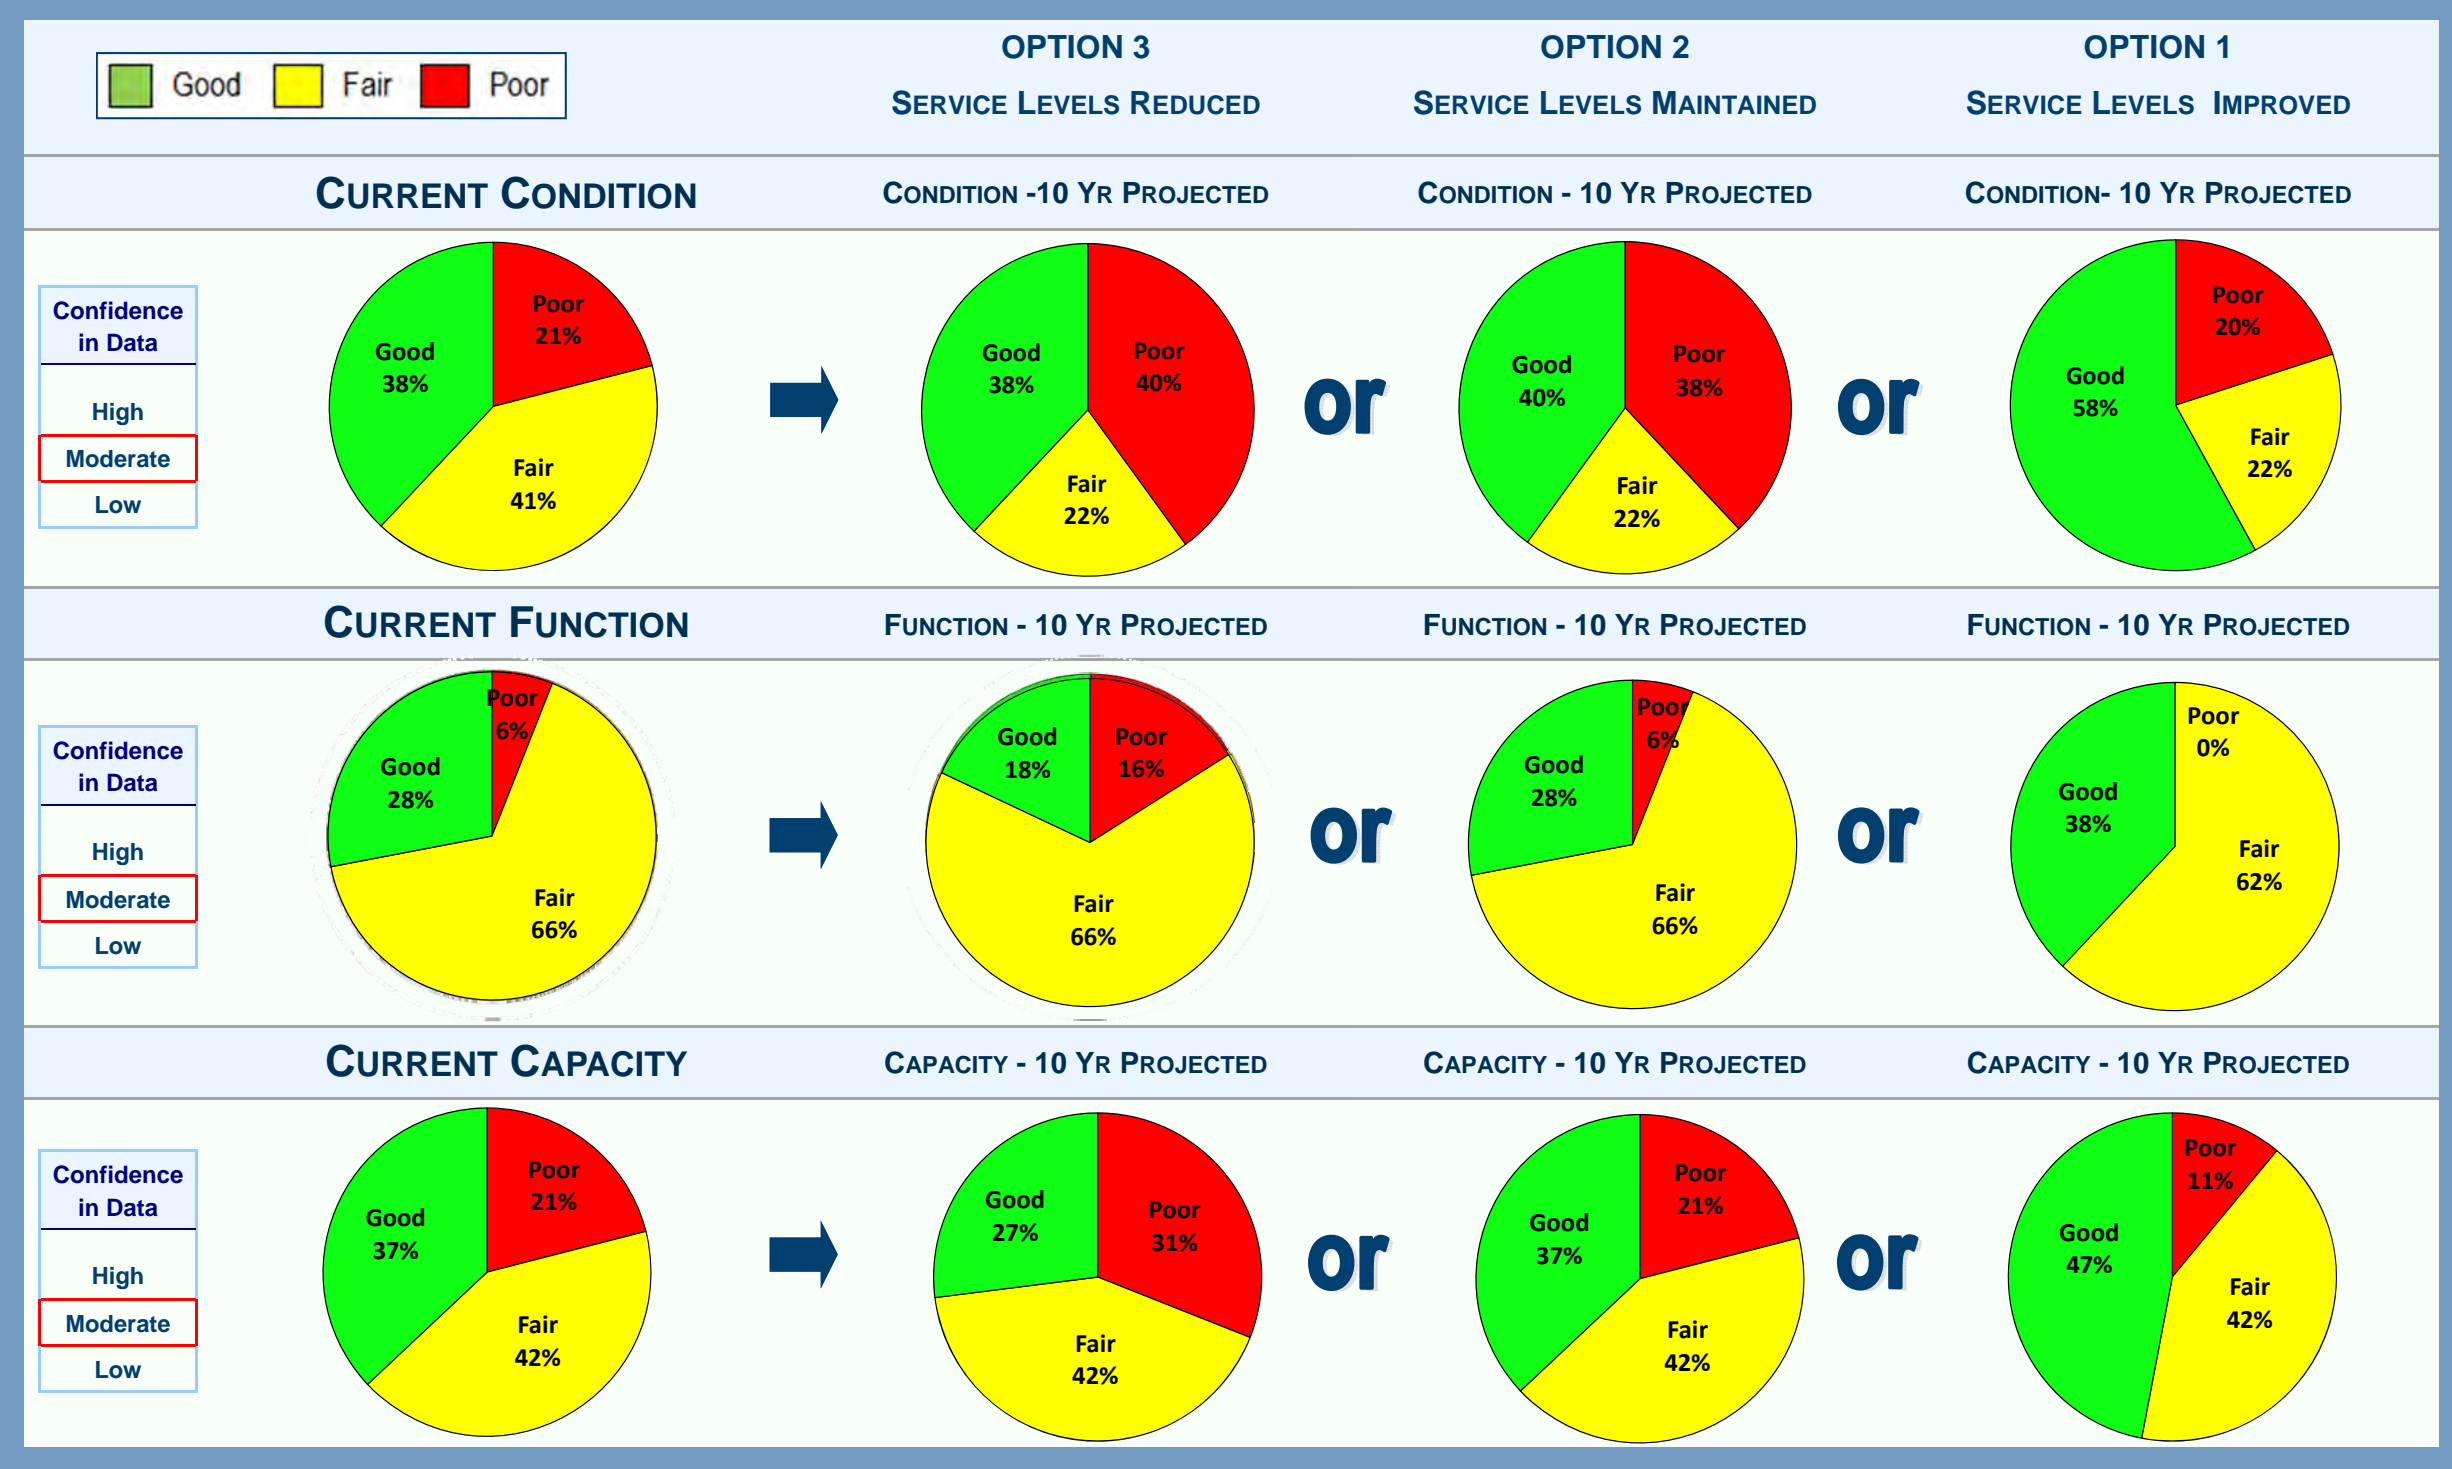 Good Fair Poor
OPTION 3
SERVICE LEVELS REDUCED
OPTION 2
SERVICE LEVELS MAINTAINED
OPTION 1
SERVICE LEVELS IMPROVED
CURRENT CONDITION
CONDITION -10 YR PROJECTED
CONDITION - 10 YR PROJECTED
CONDITION- 10 YR PROJECTED
Confidence
in Data
High
Moderate
Low
Poor
21%
Good
38%
Fair
41%
Good
38%
Poor
40%
Fair
22%
or
Good
40%
Poor
38%
Fair
22%
or
Poor
20%
Good
58%
Fair
22%
CURRENT FUNCTION
FUNCTION - 10 YR PROJECTED
FUNCTION - 10 YR PROJECTED
FUNCTION - 10 YR PROJECTED
Confidence
in Data
High
Moderate
Low
Poor
6%
Good
28%
Fair
66%
Good
18%
Poor
16%
Fair
66%
or
Poor
6%
Good
28%
Fair
66%
or
Poor
0%
Good
38%
Fair
62%
CURRENT CAPACITY
CAPACITY - 10 YR PROJECTED
CAPACITY - 10 YR PROJECTED
CAPACITY - 10 YR PROJECTED
Confidence
in Data
High
Moderate
Low
Poor
21%
Good
37%
Fair
42%
Good
27%
Poor
31%
Fair
42%
or
Poor
21%
Good
37%
Fair
42%
or
Poor
11%
Good
47%
Fair
42%